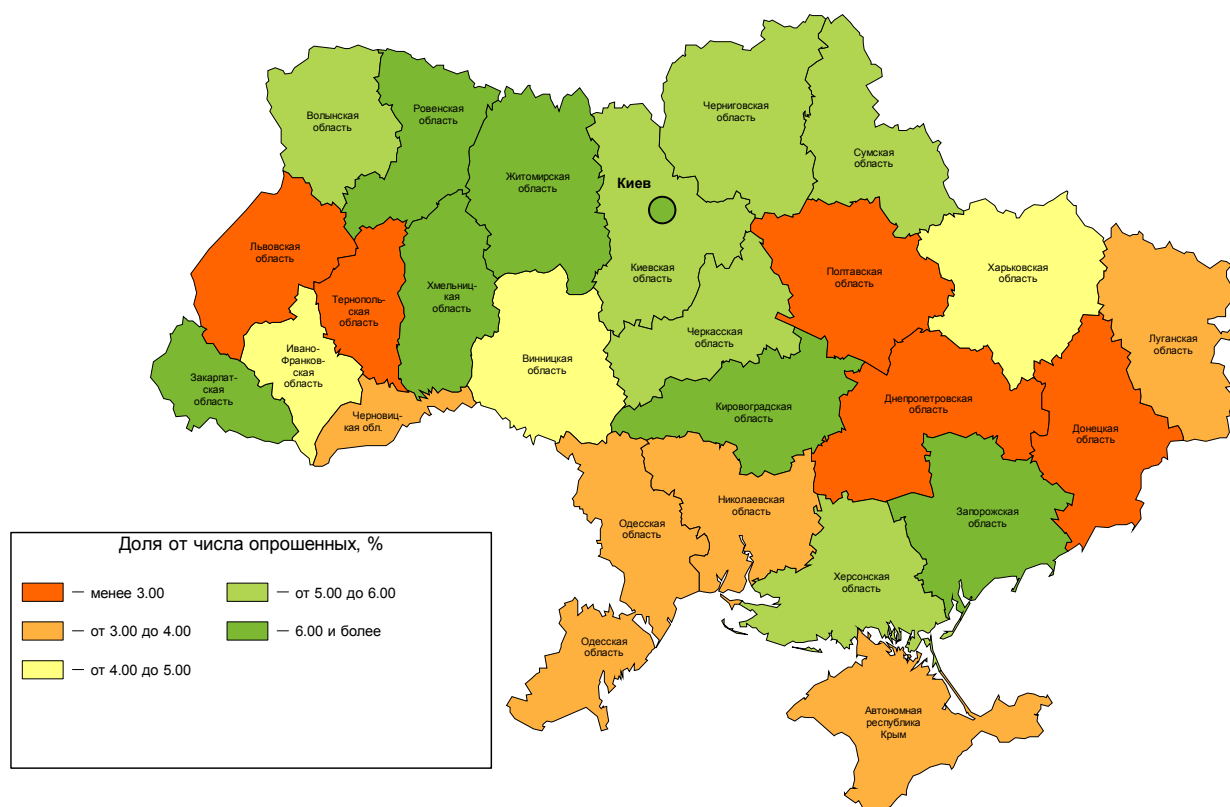 Волынская
область
Ровенская
область
Житомирская
область
Киев
Черниговская
область
Сумская
область
Львовская
область
Тернополь-
ская
область
Хмельниц-
кая
область
Киевская
область
Полтавская
область
Харьковская
область
Луганская
область
Закарпат-
ская
область
Ивано-
Франков-
ская
область
Черновиц-
кая обл.
Винницкая
область
Черкасская
область
Кировоградская
область
Днепропетровская
область
Донецкая
область
Одесская
область
Николаевская
область
Запорожская
область
Херсонская
область
Одесская
область
Автономная
республика
Крым
Доля от числа опрошенных, %
— менее 3.00
— от 3.00 до 4.00
— от 4.00 до 5.00
— от 5.00 до 6.00
— 6.00 и более